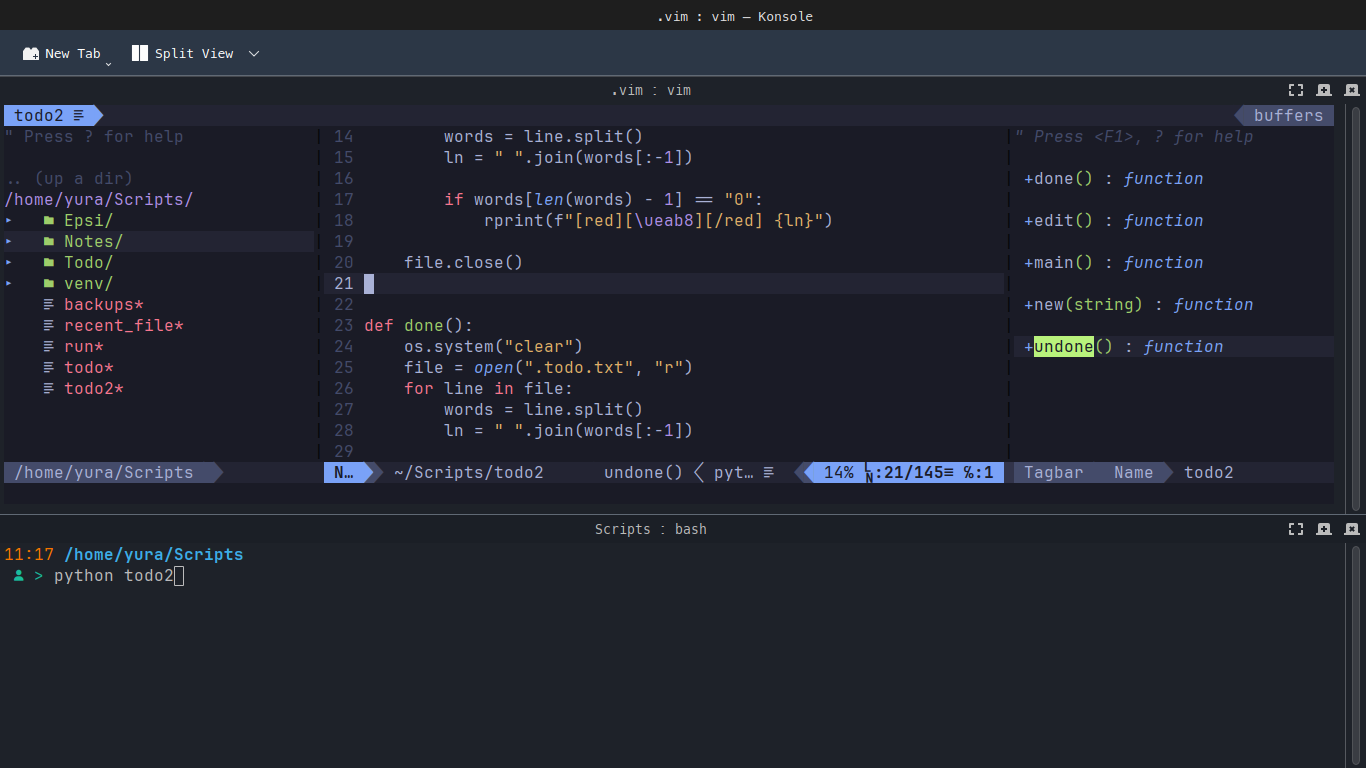 .vim : vim — Konsole
New Tab Split View
.vim : vim
todo2 buffers
" Press ? for help
.. (up a dir)
/home/yura/Scripts/
Epsi/
Notes/
Todo/
venv/
backups*
recent_file*
run*
todo*
todo2*
/home/yura/Scripts
14 words = line.split()
15 ln = " ".join(words[:-1])
16
17 if words[len(words) - 1] == "0":
18 rprint(f"[red][\ueab8][/red] {ln}")
19
20 file.close()
21
22
23 def done():
24 os.system("clear")
25 file = open(".todo.txt", "r")
26 for line in file:
27 words = line.split()
28 ln = " ".join(words[:-1])
29
N… ~/Scripts/todo2 undone() pyt… 14% LN:21/145≡ ℅:1
" Press <F1>, ? for help
+done() : function
+edit() : function
+main() : function
+new(string) : function
+undone() : function
Tagbar Name todo2
Scripts : bash
11:17 /home/yura/Scripts
> python todo2